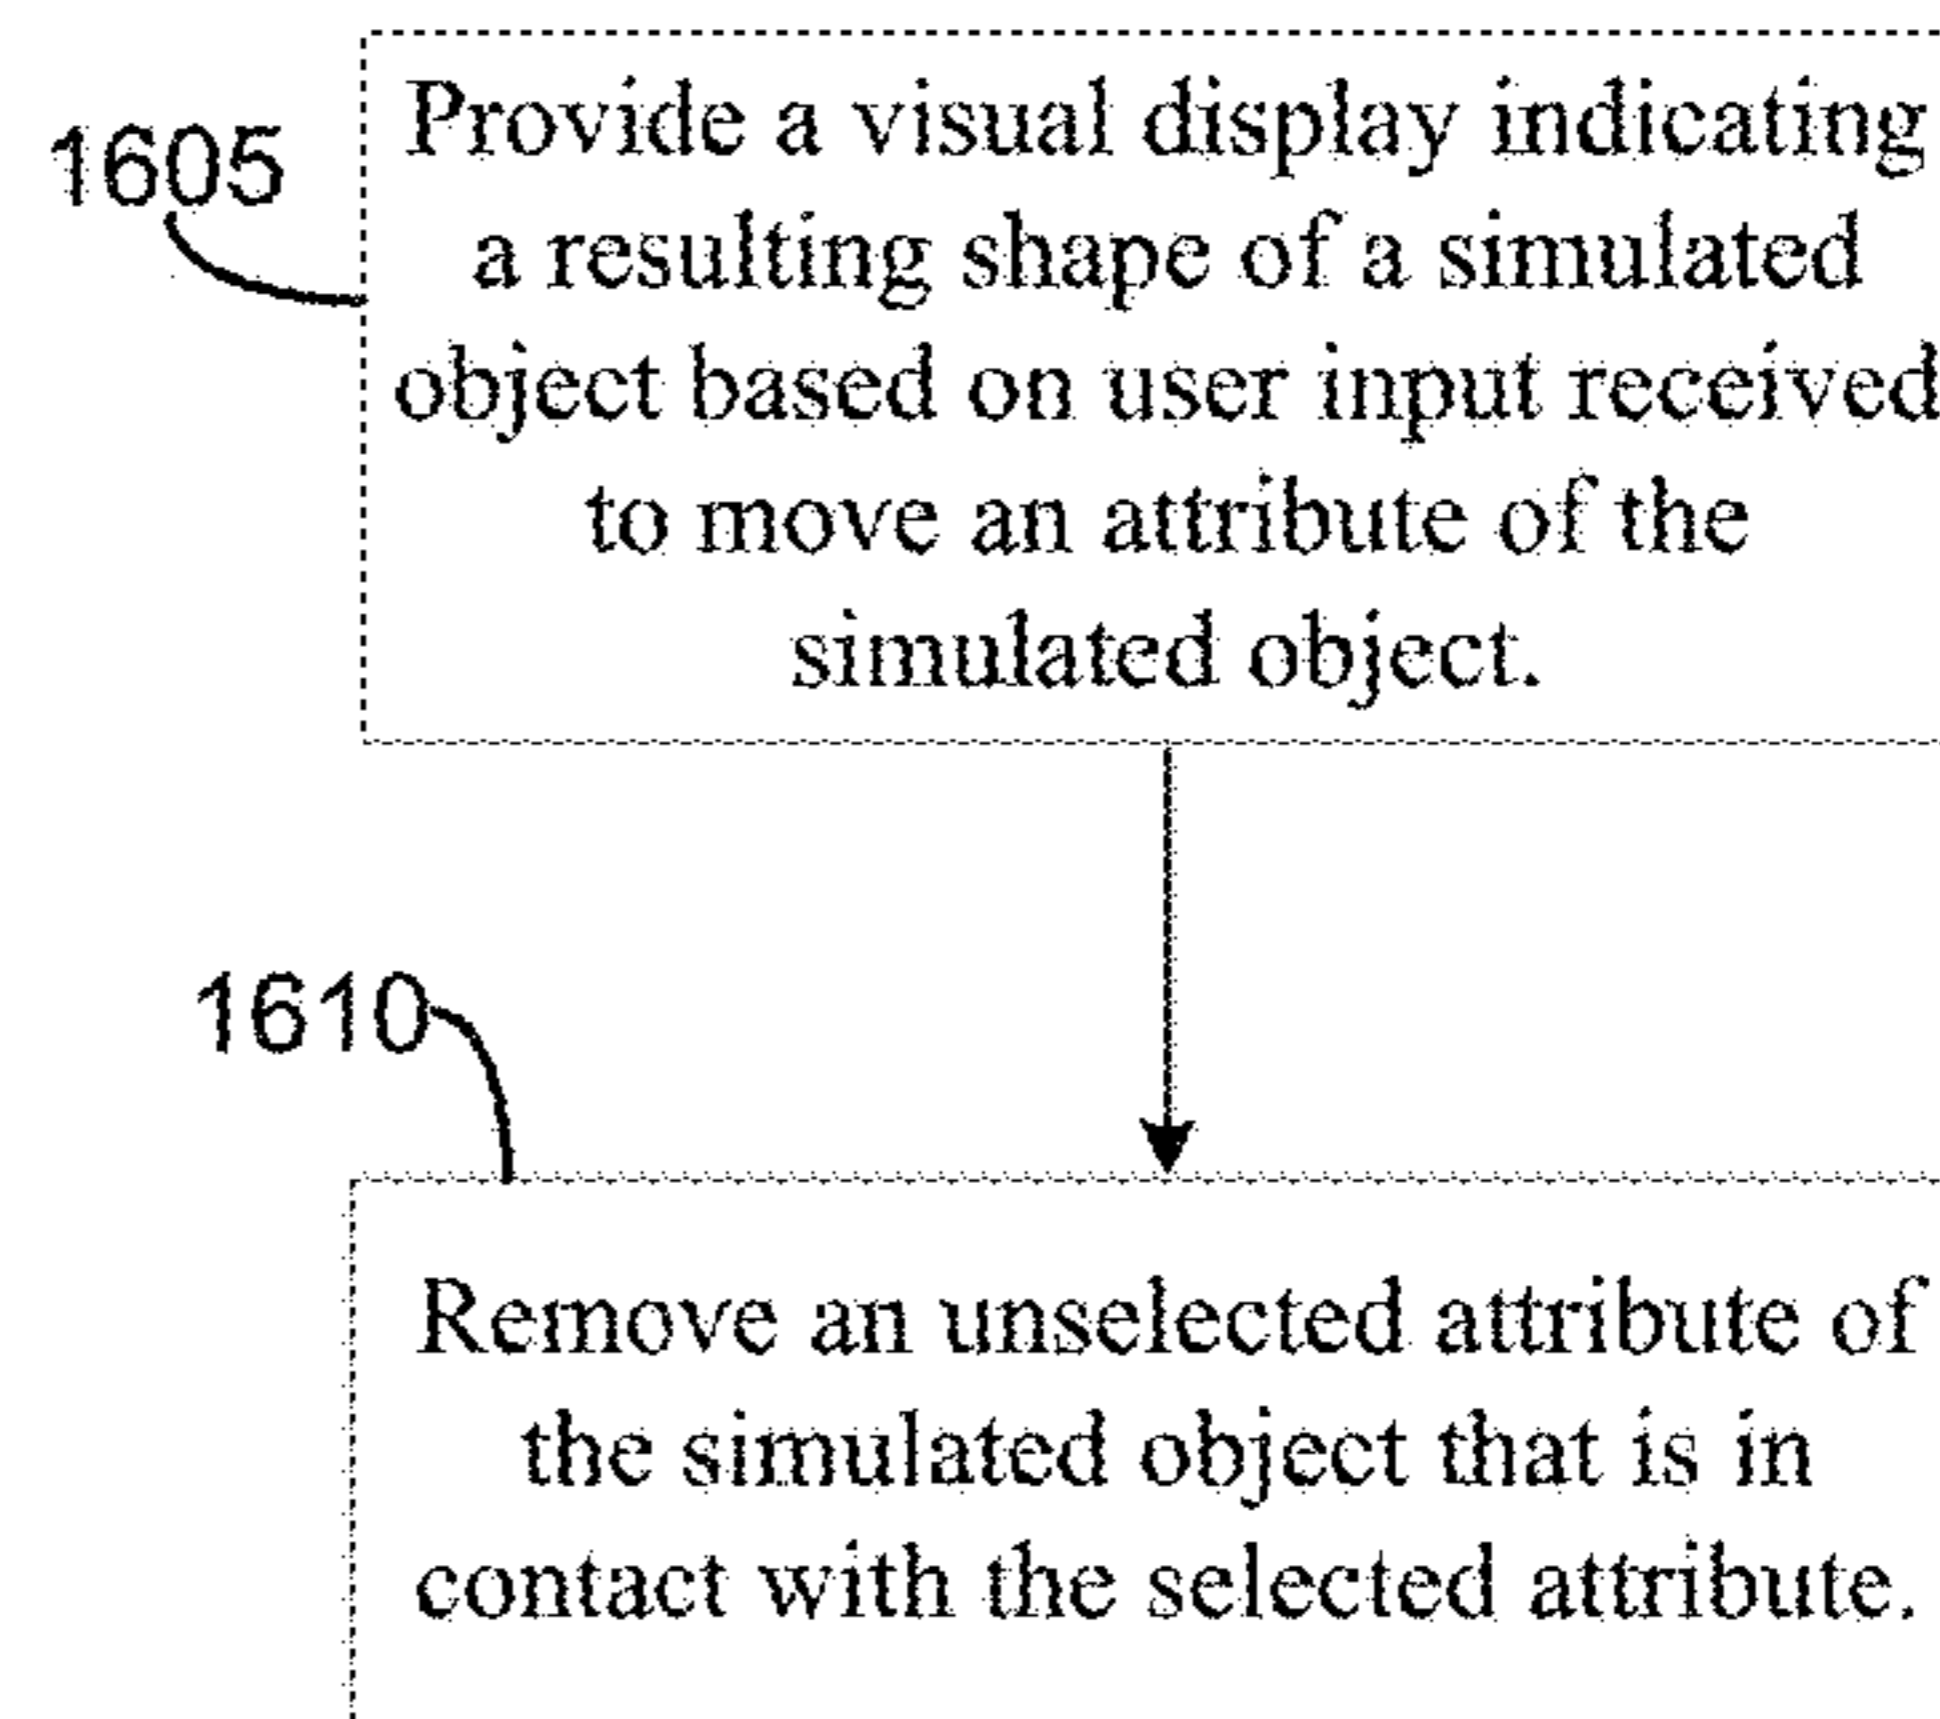 1605
Provide a visual display indicating
a resulting shape of a simulated
object based on user input received
to move an attribute of the
simulated object.
1610
Remove an unselected attribute of
the simulated object that is in
contact with the selected attribute.